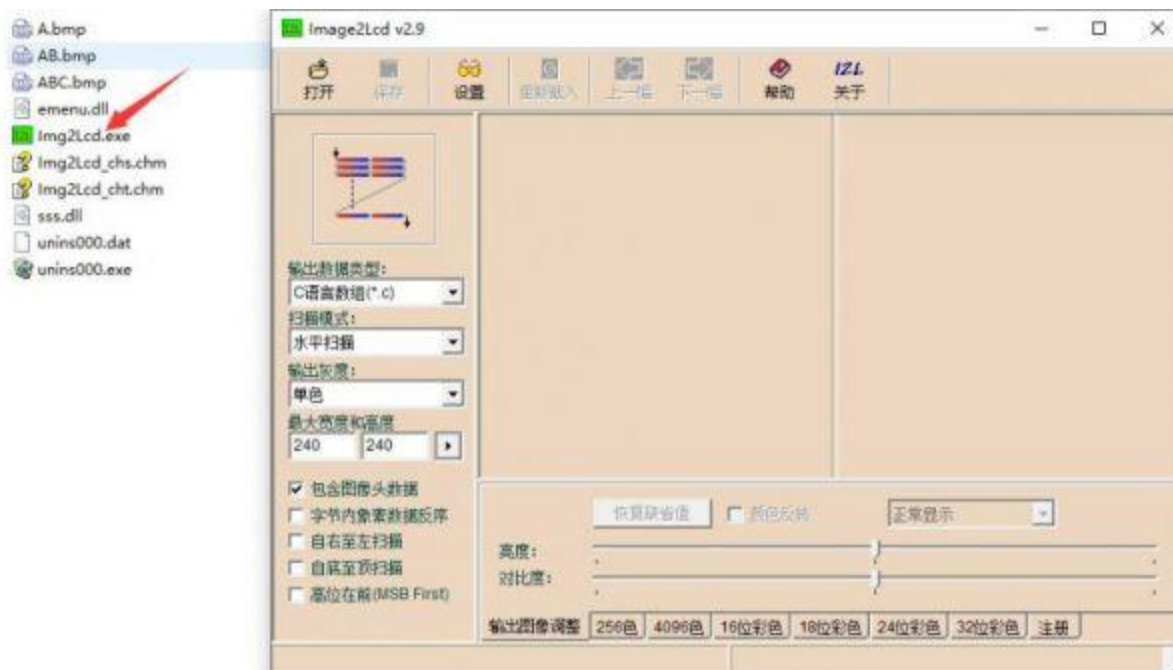 A.bmp
AB.bmp
ABC.bmp
emenu.dll
Img2Lcd.exe
Img2Lcd_chs.chm
Img2Lcd_cht.chm
sss.dll
unins000.dat
unins000.exe
Image2Lcd v2.9
打开 保存 设置 重新载入 上一幅 下一幅 帮助 关于
输出数据类型:
C语言数组(*.c)
扫描模式:
水平扫描
输出灰度:
单色
最大宽度和高度
240 240
包含图像头数据
字节内象素数据反序
自右至左扫描
自底至顶扫描
高位在前(MSB First)
恢复缺省值 颜色反转 正常显示
亮度:
对比度:
输出图像调整 256色 4096色 16位彩色 18位彩色 24位彩色 32位彩色 注册